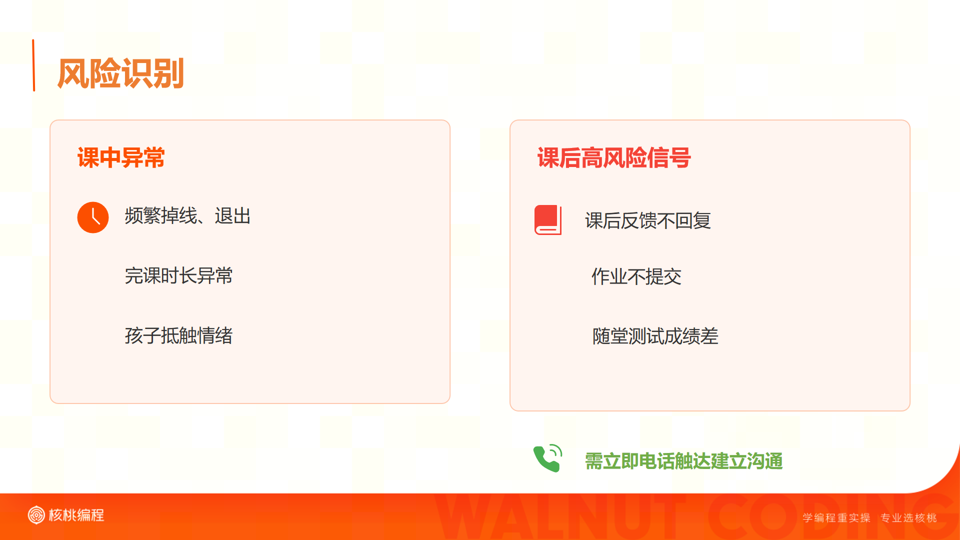 风险识别
课中异常
频繁掉线、退出
完课时长异常
孩子抵触情绪
课后高风险信号
课后反馈不回复
作业不提交
随堂测试成绩差
需立即电话触达建立沟通
核桃编程
WALNUT CODING
学编程重实操 专业选核桃